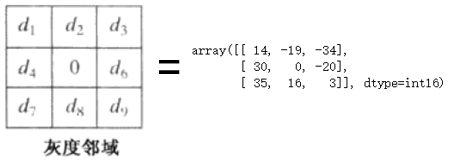 d₁ d₂ d₃
d₄ 0 d₆
d₇ d₈ d₉
灰度邻域
=
array([[ 14, -19, -34],
[ 30, 0, -20],
[ 35, 16, 3]], dtype=int16)